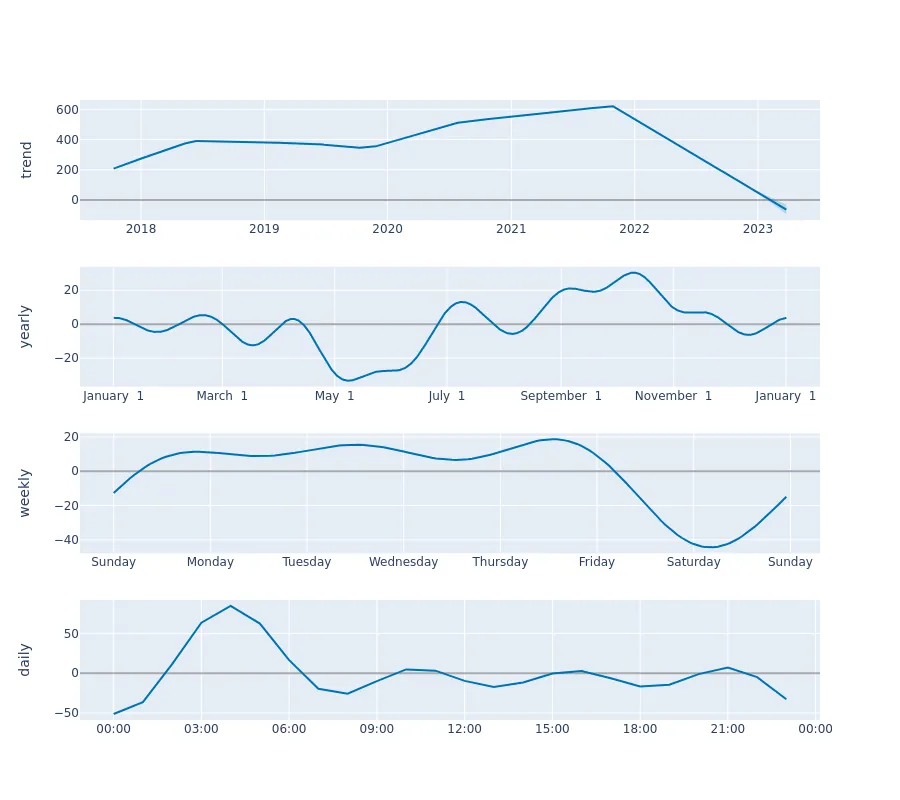 trend
600
400
200
0
2018 2019 2020 2021 2022 2023
yearly
20
0
−20
January 1 March 1 May 1 July 1 September 1 November 1 January 1
weekly
20
0
−20
−40
Sunday Monday Tuesday Wednesday Thursday Friday Saturday Sunday
daily
50
0
−50
00:00 03:00 06:00 09:00 12:00 15:00 18:00 21:00 00:00